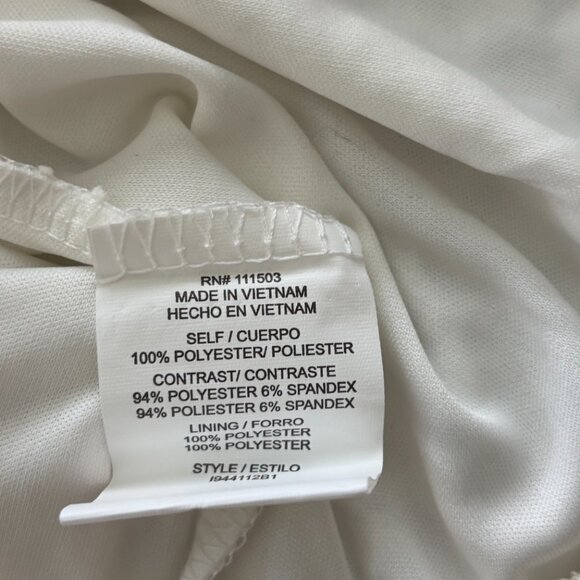 RN# 111503
MADE IN VIETNAM
HECHO EN VIETNAM
SELF / CUERPO
100% POLYESTER/ POLIESTER
CONTRAST/ CONTRASTE
94% POLYESTER 6% SPANDEX
94% POLIESTER 6% SPANDEX
LINING / FORRO
100% POLYESTER
100% POLYESTER
STYLE / ESTILO
I944112B1